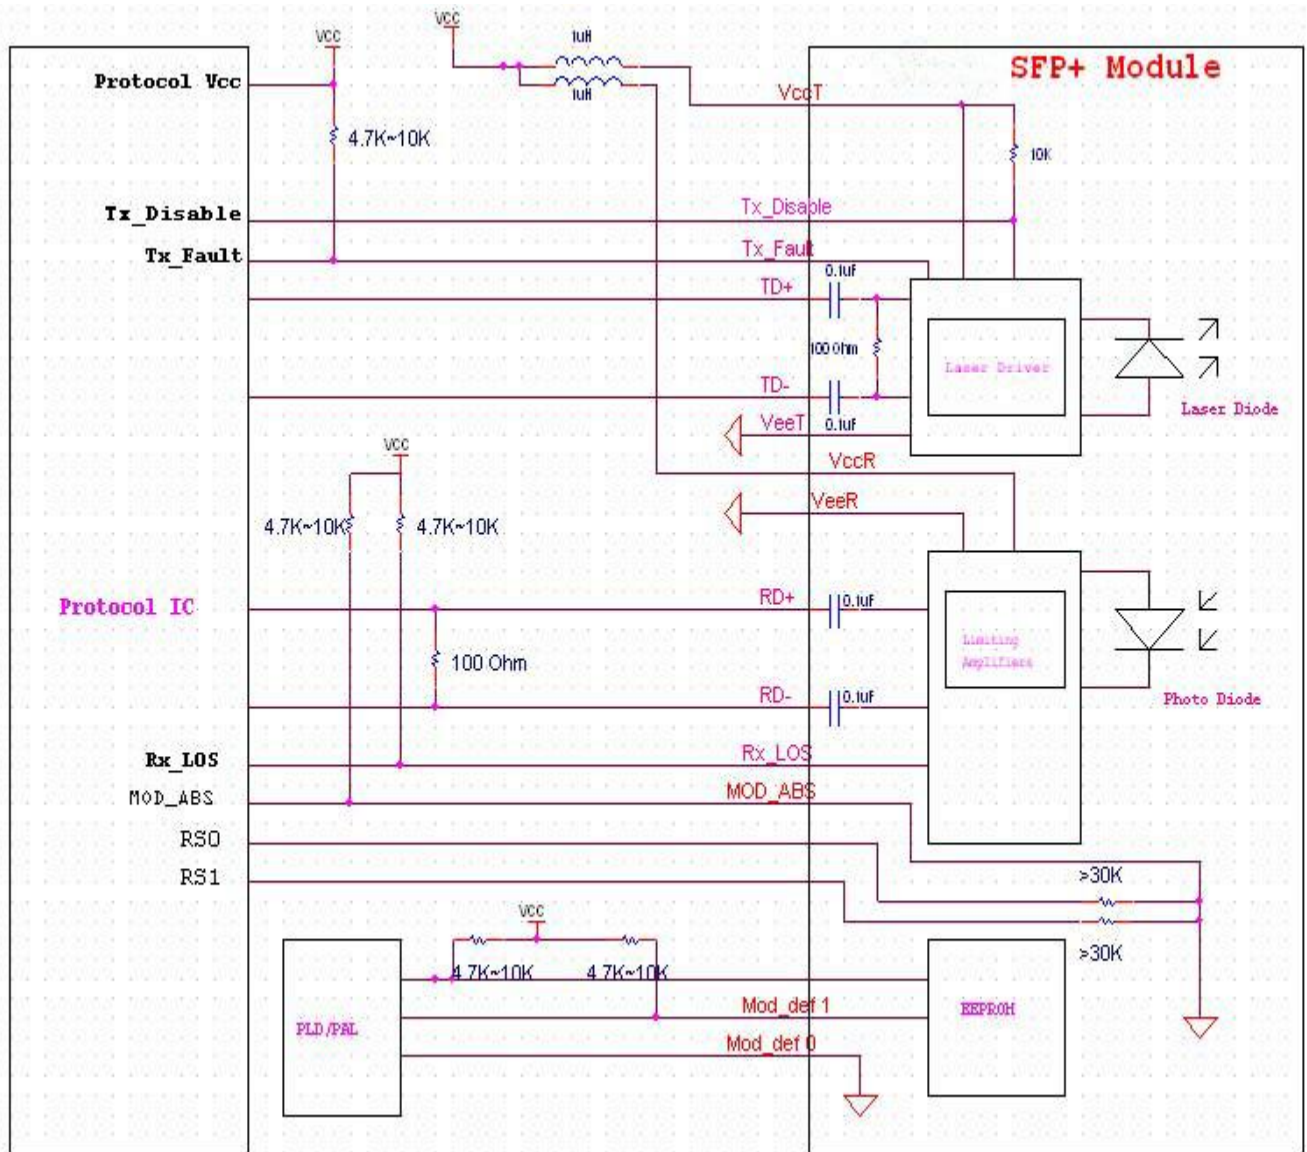 VCC
1uH
VCC
SFP+ Module
Protocol Vcc
1uH
VccT
4.7K~10K
10K
Tx_Disable
Tx_Disable
Tx_Fault
Tx_Fault
0.1uf
TD+
100 Ohm
Laser Driver
TD-
Laser Diode
VeeT
0.1uf
VCC
VccR
VeeR
4.7K~10K
4.7K~10K
Protocol IC
RD+
0.1uf
Limiting
Amplifiers
100 Ohm
RD-
0.1uf
Photo Diode
Rx_LOS
Rx_LOS
MOD_ABS
MOD_ABS
RS0
RS1
>30K
VCC
>30K
4.7K~10K
4.7K~10K
Mod_def 1
EEPROM
PLD/PAL
Mod_def 0